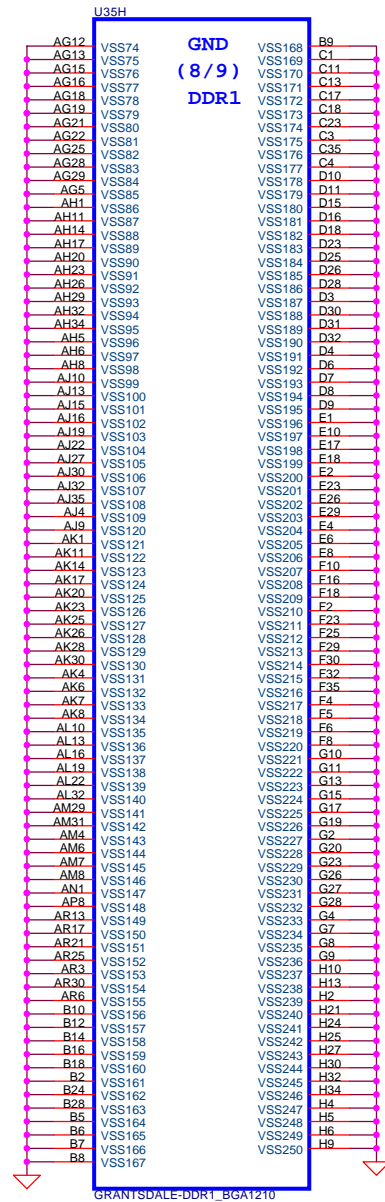 U35H
GND
(8/9)
DDR1
AG12 VSS74 VSS168 B9
AG13 VSS75 VSS169 C1
AG15 VSS76 VSS170 C11
AG16 VSS77 VSS171 C13
AG18 VSS78 VSS172 C17
AG19 VSS79 VSS173 C18
AG21 VSS80 VSS174 C23
AG22 VSS81 VSS175 C3
AG25 VSS82 VSS176 C35
AG28 VSS83 VSS177 C4
AG29 VSS84 VSS178 D10
AG5 VSS85 VSS179 D11
AH1 VSS86 VSS180 D15
AH11 VSS87 VSS181 D16
AH14 VSS88 VSS182 D18
AH17 VSS89 VSS183 D23
AH20 VSS90 VSS184 D25
AH23 VSS91 VSS185 D26
AH26 VSS92 VSS186 D28
AH29 VSS93 VSS187 D3
AH32 VSS94 VSS188 D30
AH34 VSS95 VSS189 D31
AH5 VSS96 VSS190 D32
AH6 VSS97 VSS191 D4
AH8 VSS98 VSS192 D6
AJ10 VSS99 VSS193 D7
AJ13 VSS100 VSS194 D8
AJ15 VSS101 VSS195 D9
AJ16 VSS102 VSS196 E1
AJ19 VSS103 VSS197 E10
AJ22 VSS104 VSS198 E17
AJ27 VSS105 VSS199 E18
AJ30 VSS106 VSS200 E2
AJ32 VSS107 VSS201 E23
AJ35 VSS108 VSS202 E26
AJ4 VSS109 VSS203 E29
AJ9 VSS120 VSS204 E4
AK1 VSS121 VSS205 E6
AK11 VSS122 VSS206 E8
AK14 VSS123 VSS207 F10
AK17 VSS124 VSS208 F16
AK20 VSS125 VSS209 F18
AK23 VSS126 VSS210 F2
AK25 VSS127 VSS211 F23
AK26 VSS128 VSS212 F25
AK28 VSS129 VSS213 F29
AK30 VSS130 VSS214 F30
AK4 VSS131 VSS215 F32
AK6 VSS132 VSS216 F35
AK7 VSS133 VSS217 F4
AK8 VSS134 VSS218 F5
AL10 VSS135 VSS219 F6
AL13 VSS136 VSS220 F8
AL16 VSS137 VSS221 G10
AL19 VSS138 VSS222 G11
AL22 VSS139 VSS223 G13
AL32 VSS140 VSS224 G15
AM29 VSS141 VSS225 G17
AM31 VSS142 VSS226 G19
AM4 VSS143 VSS227 G2
AM6 VSS144 VSS228 G20
AM7 VSS145 VSS229 G23
AM8 VSS146 VSS230 G26
AN1 VSS147 VSS231 G27
AP8 VSS148 VSS232 G28
AR13 VSS149 VSS233 G4
AR17 VSS150 VSS234 G7
AR21 VSS151 VSS235 G8
AR25 VSS152 VSS236 G9
AR3 VSS153 VSS237 H10
AR30 VSS154 VSS238 H13
AR6 VSS155 VSS239 H2
B10 VSS156 VSS240 H21
B12 VSS157 VSS241 H24
B14 VSS158 VSS242 H25
B16 VSS159 VSS243 H27
B18 VSS160 VSS244 H30
B2 VSS161 VSS245 H32
B24 VSS162 VSS246 H34
B28 VSS163 VSS247 H4
B5 VSS164 VSS248 H5
B6 VSS165 VSS249 H6
B7 VSS166 VSS250 H9
B8 VSS167
GRANTSDALE-DDR1_BGA1210